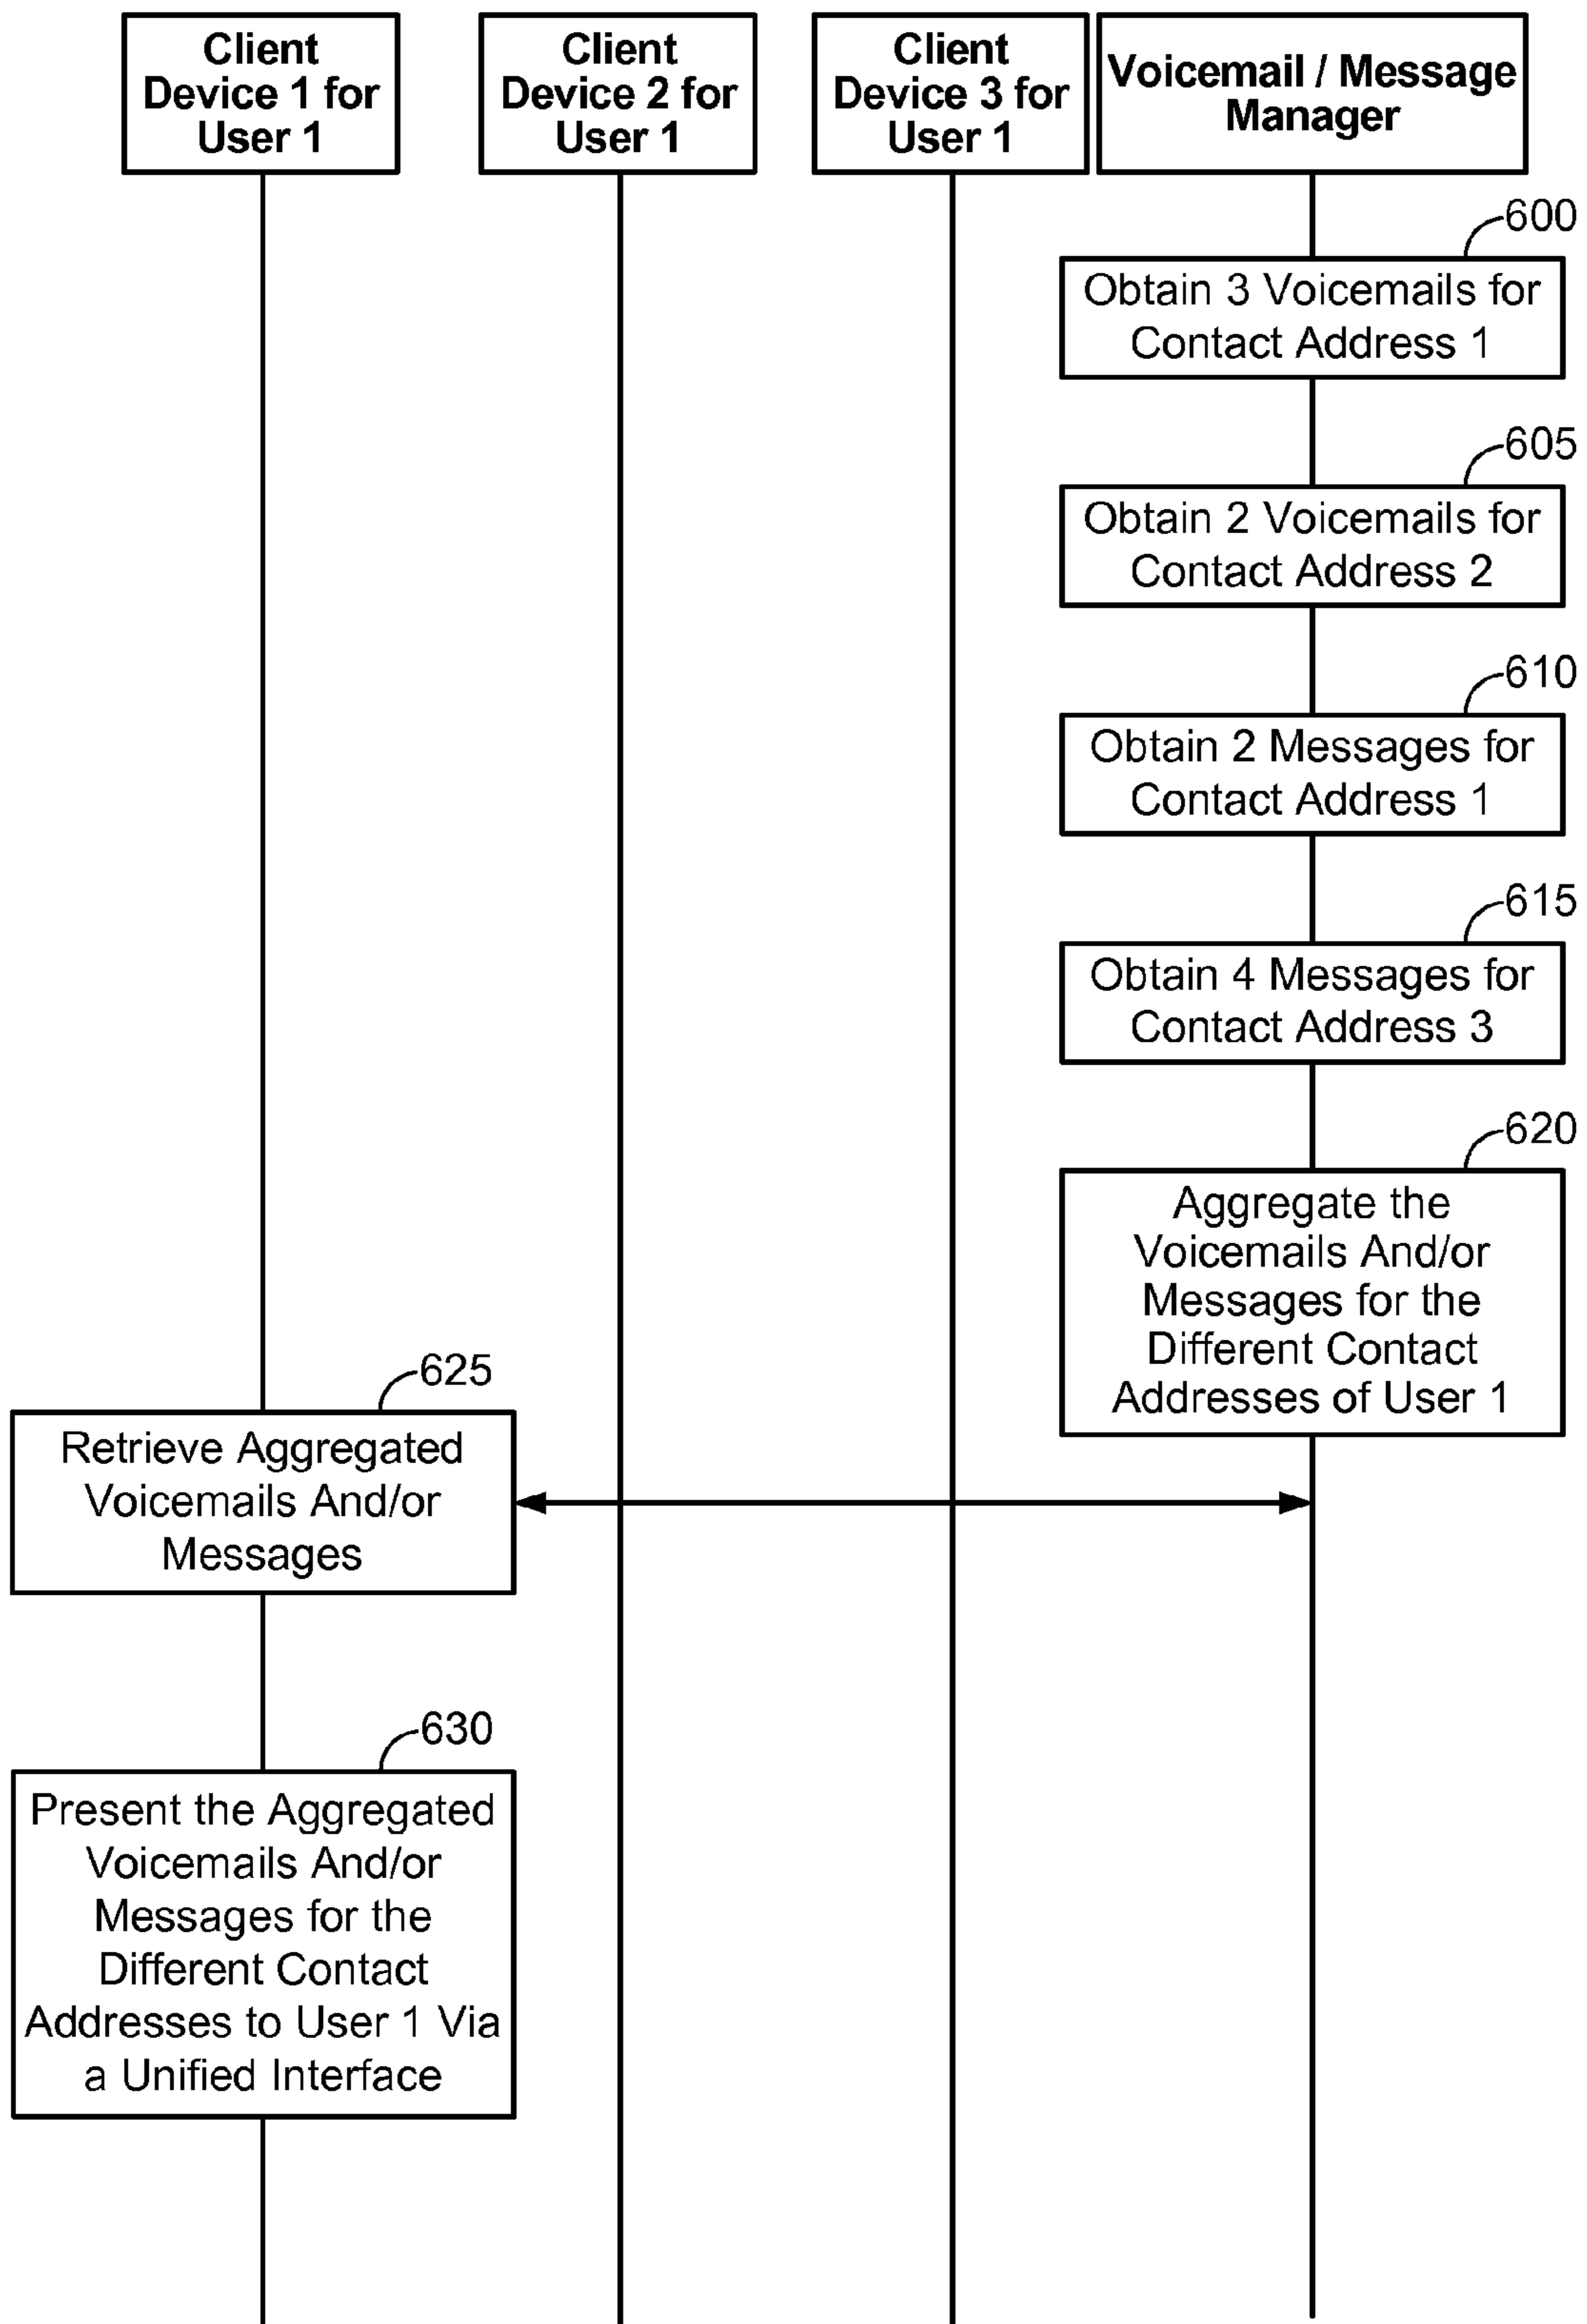 Client
Device 1 for
User 1
Client
Device 2 for
User 1
Client
Device 3 for
User 1
Voicemail / Message
Manager
600
Obtain 3 Voicemails for
Contact Address 1
605
Obtain 2 Voicemails for
Contact Address 2
610
Obtain 2 Messages for
Contact Address 1
615
Obtain 4 Messages for
Contact Address 3
620
Aggregate the
Voicemails And/or
Messages for the
Different Contact
Addresses of User 1
625
Retrieve Aggregated
Voicemails And/or
Messages
630
Present the Aggregated
Voicemails And/or
Messages for the
Different Contact
Addresses to User 1 Via
a Unified Interface